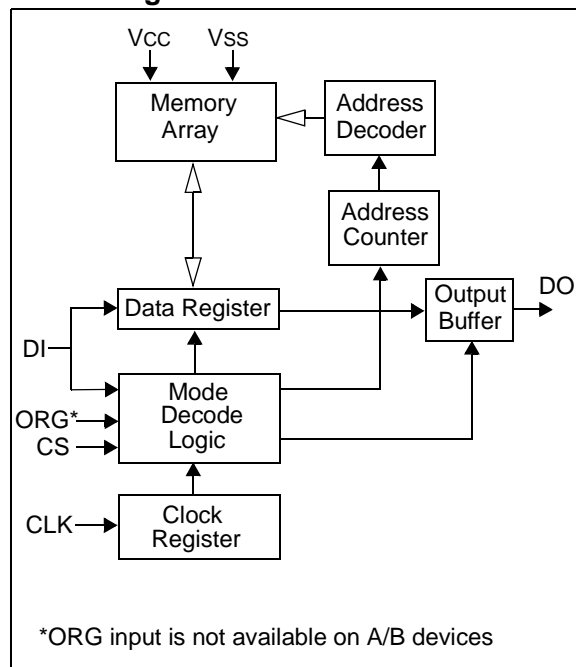 VCC
VSS
Memory
Array
Address
Decoder
Address
Counter
Data Register
Output
Buffer
DO
DI
Mode
Decode
Logic
ORG*
CS
CLK
Clock
Register
*ORG input is not available on A/B devices